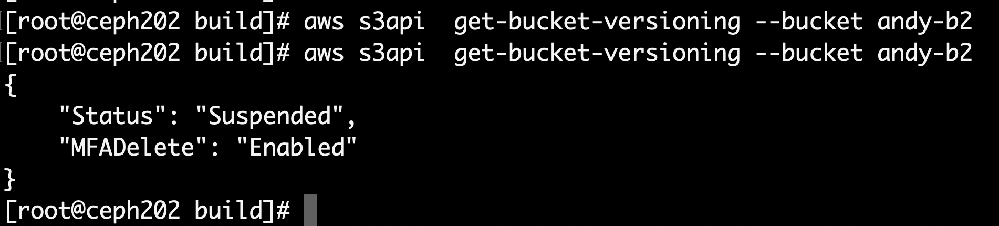 [root@ceph202 build]# aws s3api  get-bucket-versioning --bucket andy-b2
[root@ceph202 build]# aws s3api  get-bucket-versioning --bucket andy-b2
{
    "Status": "Suspended",
    "MFADelete": "Enabled"
}
[root@ceph202 build]#